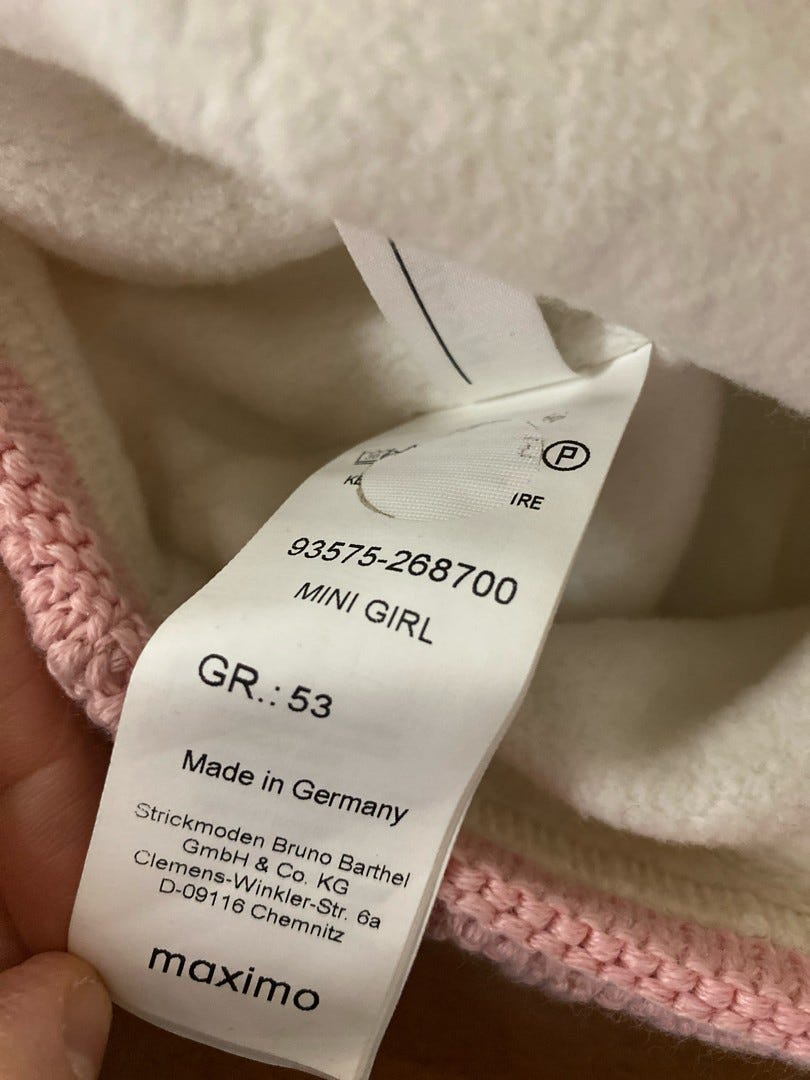 P
IRE
93575-268700
MINI GIRL
GR.: 53
Made in Germany
Strickmoden Bruno Barthel
GmbH & Co. KG
Clemens-Winkler-Str. 6a
D-09116 Chemnitz
maximo